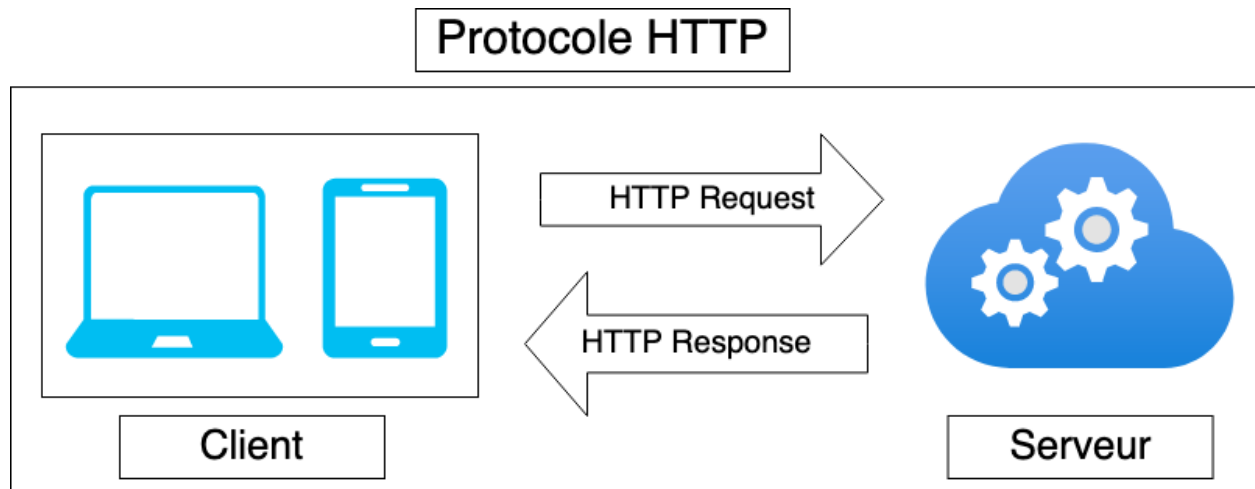 Protocole HTTP
HTTP Request
HTTP Response
Client
Serveur